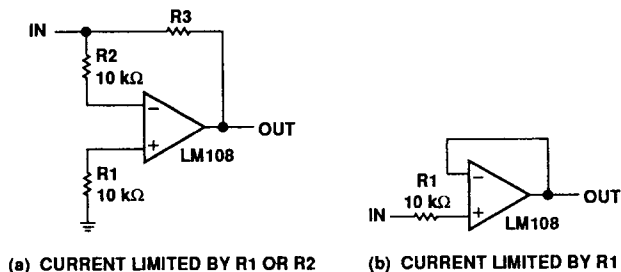 R3
IN
R2
10 kΩ
−
+
OUT
LM108
R1
10 kΩ
R1
10 kΩ
IN
−
+
OUT
LM108
(a) CURRENT LIMITED BY R1 OR R2
(b) CURRENT LIMITED BY R1